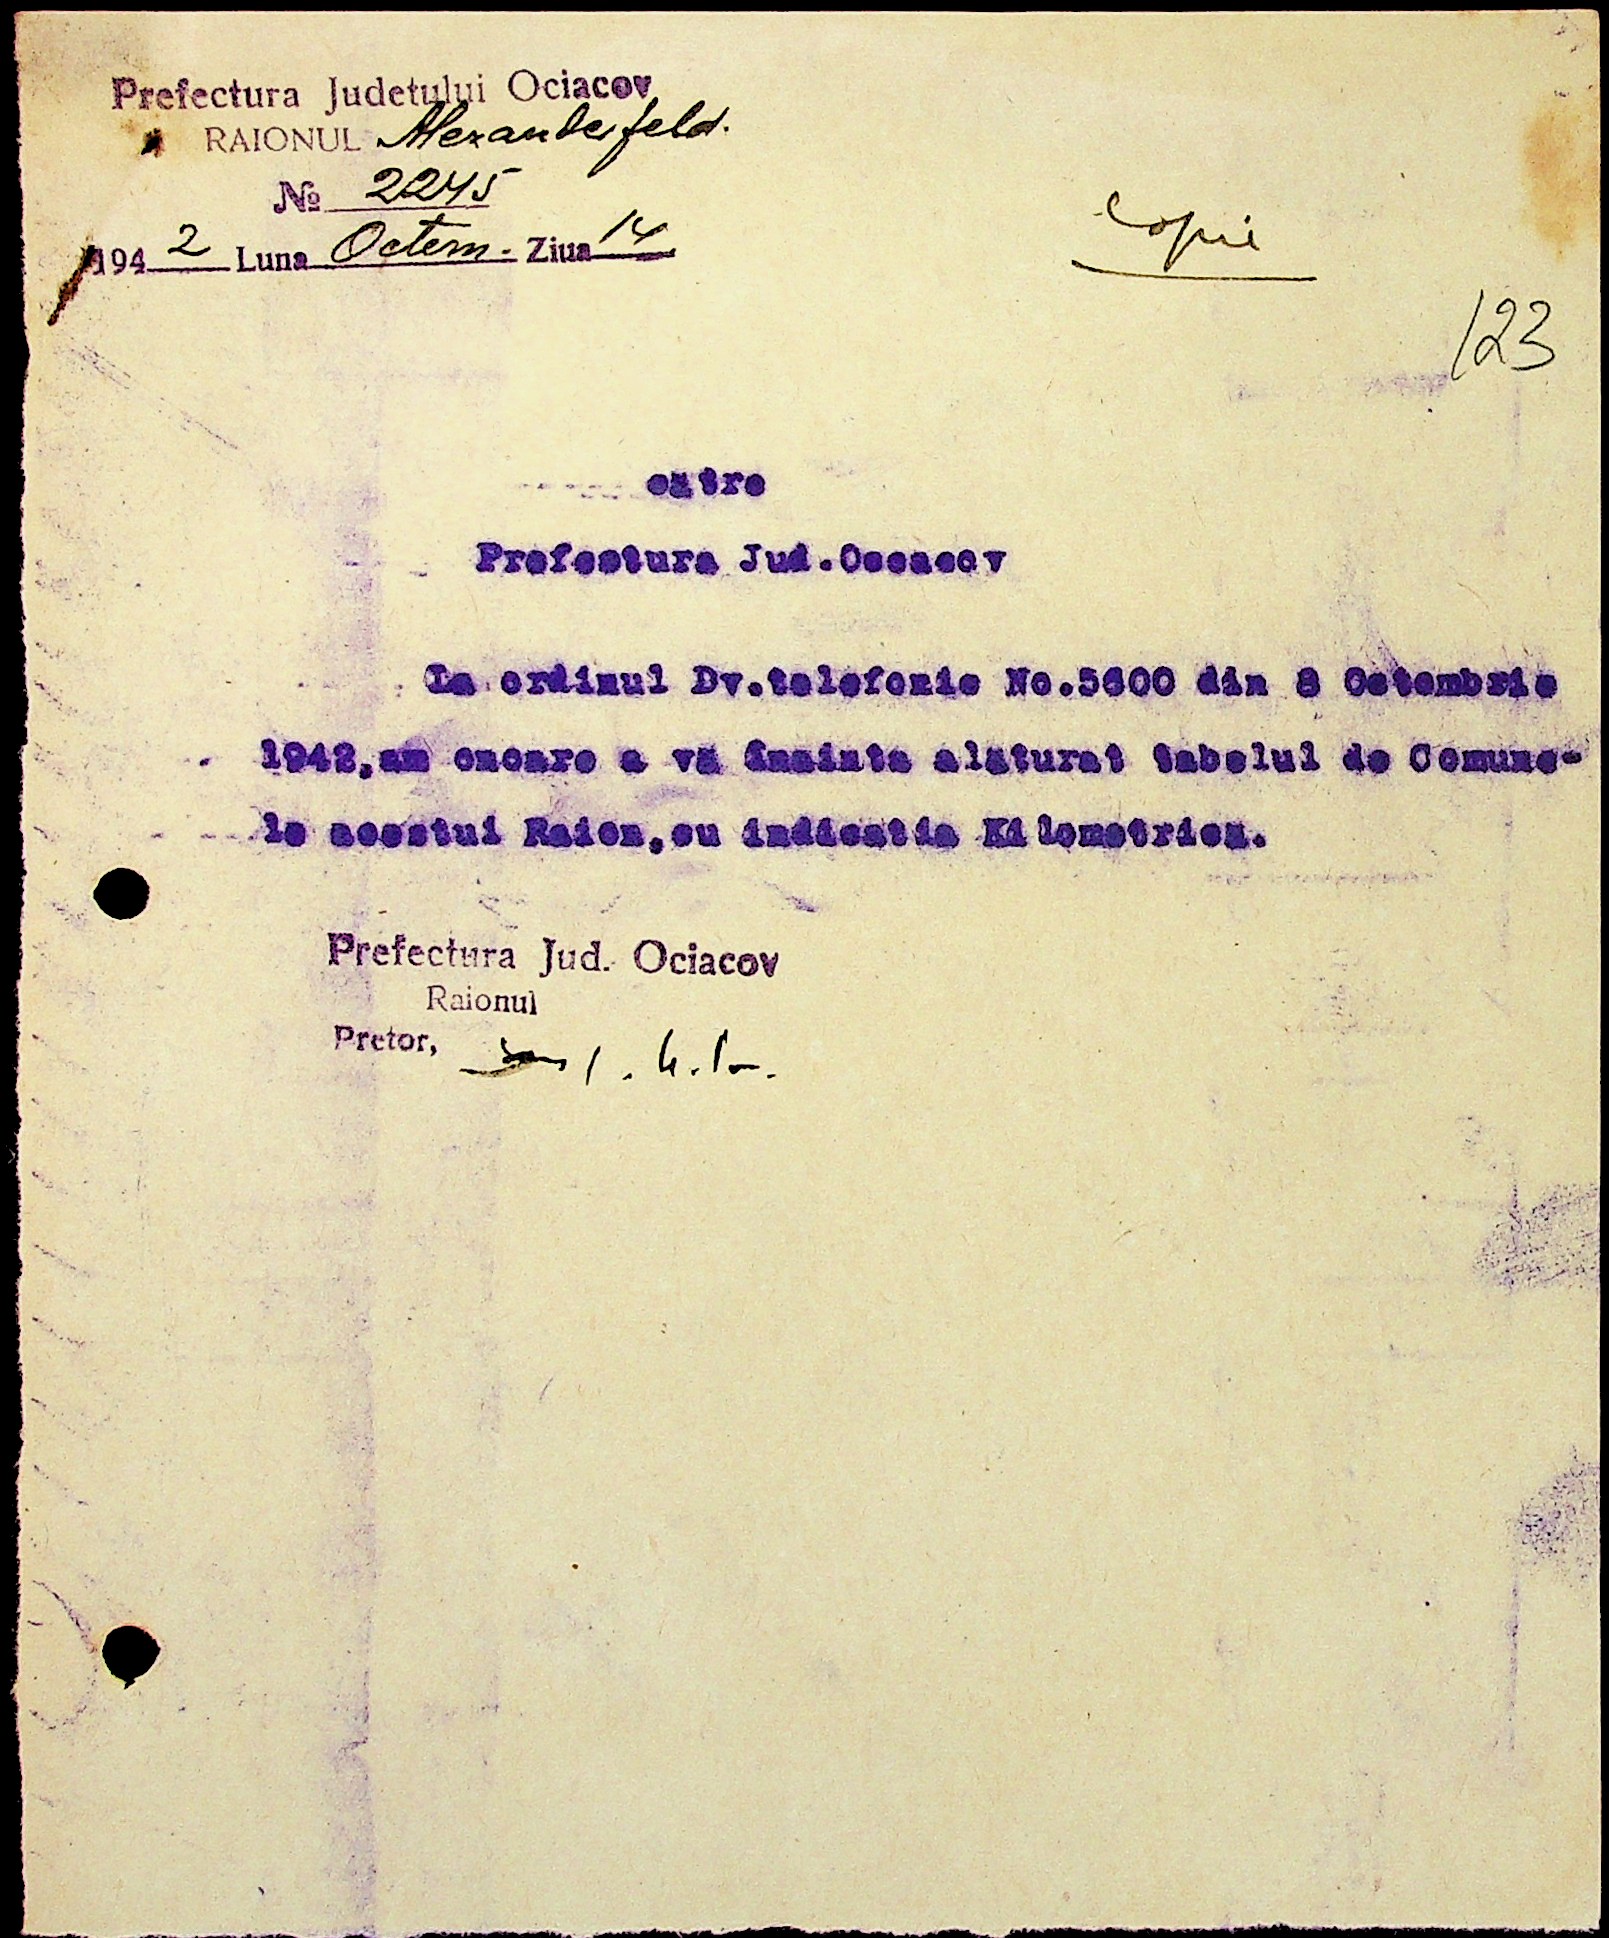 Prefectura Judetului Ociacov
RAIONUL Alexanderfeld.
№ 2245
1942 Luna Octem. Ziua 14
Copie
123
către
Prefectura Jud.Oceacov
La ordinul Dv.telefonic No.5600 din 8 Octombrie
1942,am onoare a vă înainta alăturat tabelul de Comune-
le acestui Raion,cu indicatia Kilometrică.
Prefectura Jud. Ociacov
Raionul
Pretor,